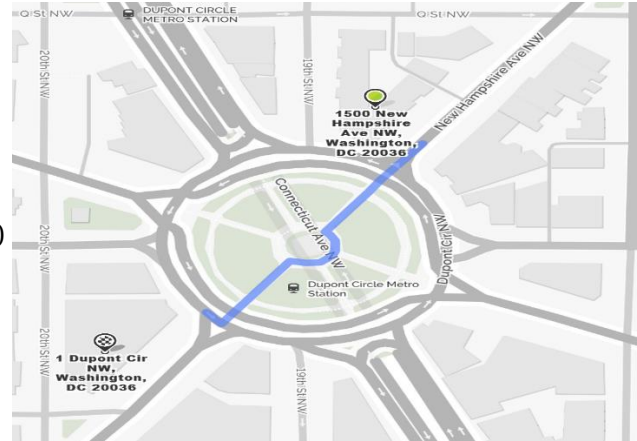 Q St NW
DUPONT CIRCLE
METRO STATION
Q St NW
20th St NW
19th St NW
New Hampshire Ave NW
1500 New
Hampshire
Ave NW,
Washington,
DC 20036
Connecticut Ave NW
)
20th St NW
Dupont Cir NW
Dupont Circle Metro
Station
1 Dupont Cir
NW,
Washington,
DC 20036
20th St NW
19th St NW